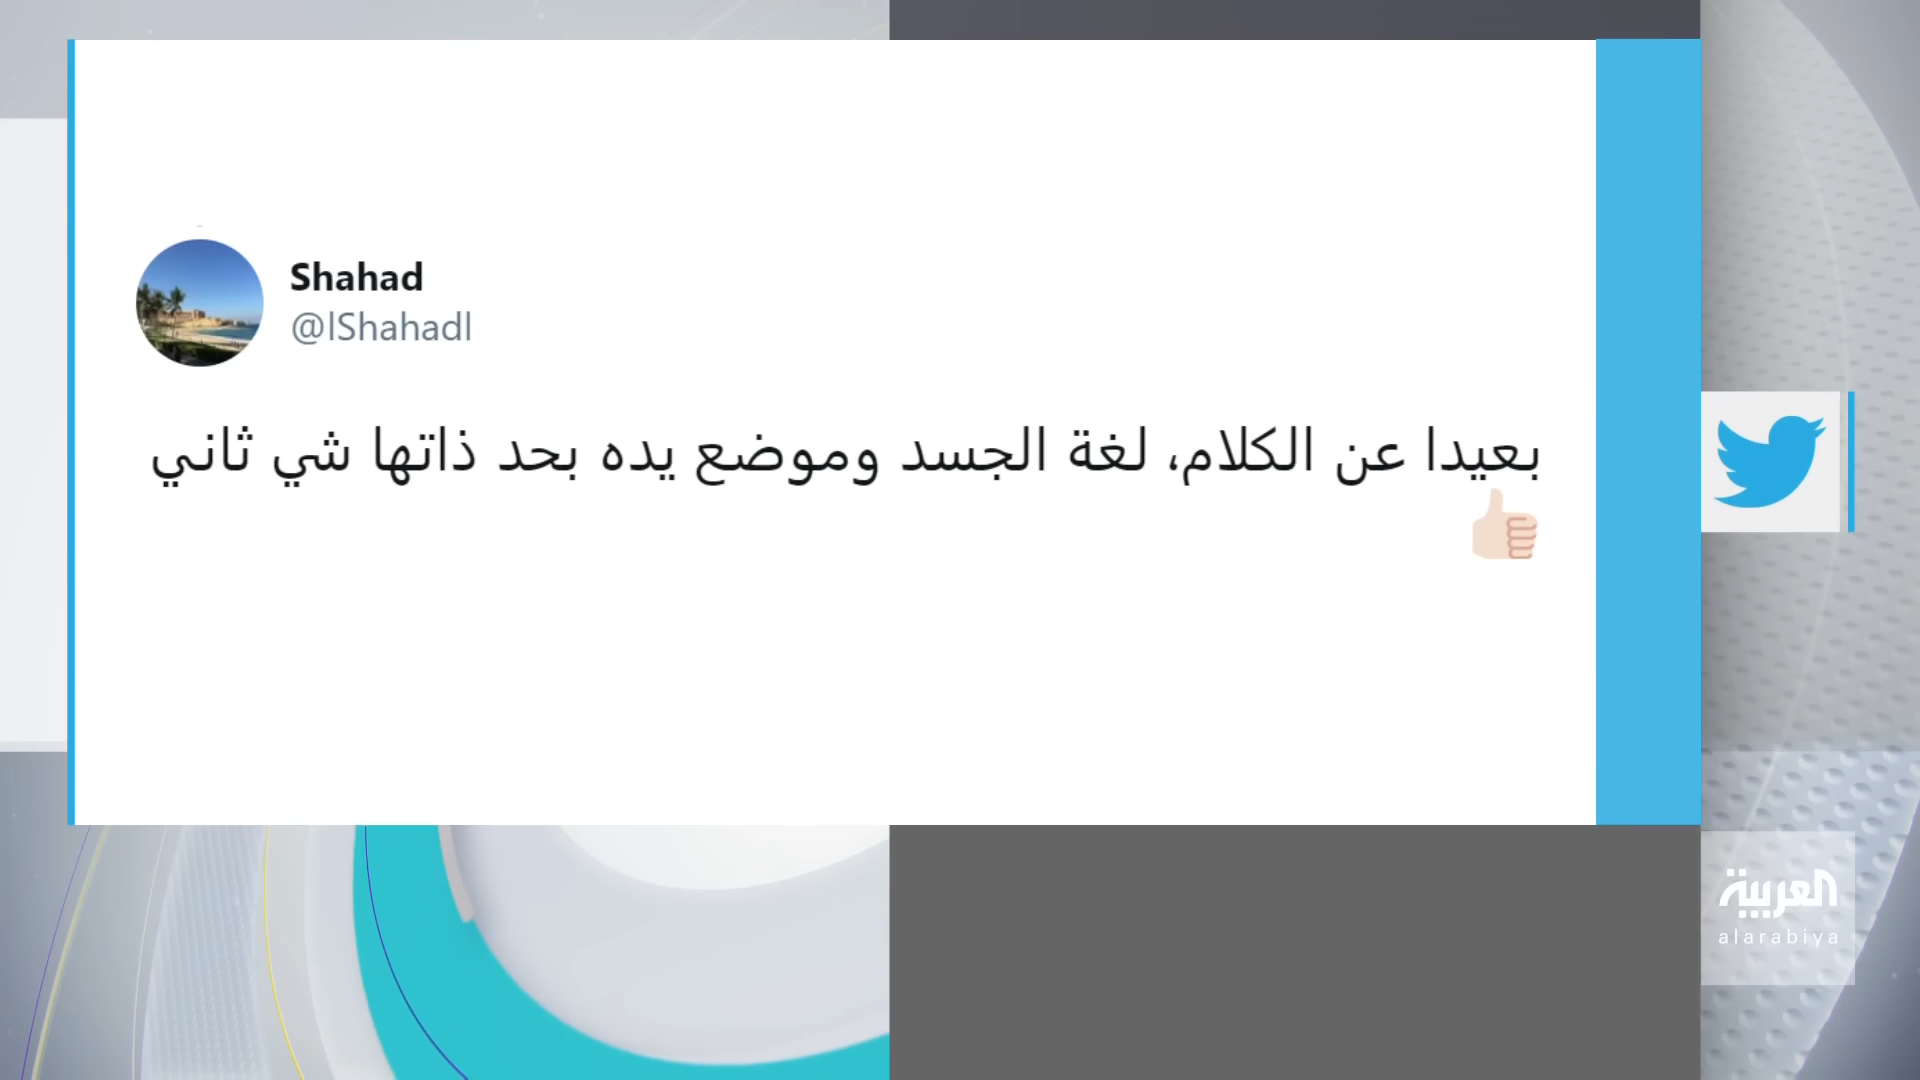 Shahad
@lShahadl
بعيدا عن الكلام، لغة الجسد وموضع يده بحد ذاتها شي ثاني
👍🏻
العربية
alarabiya